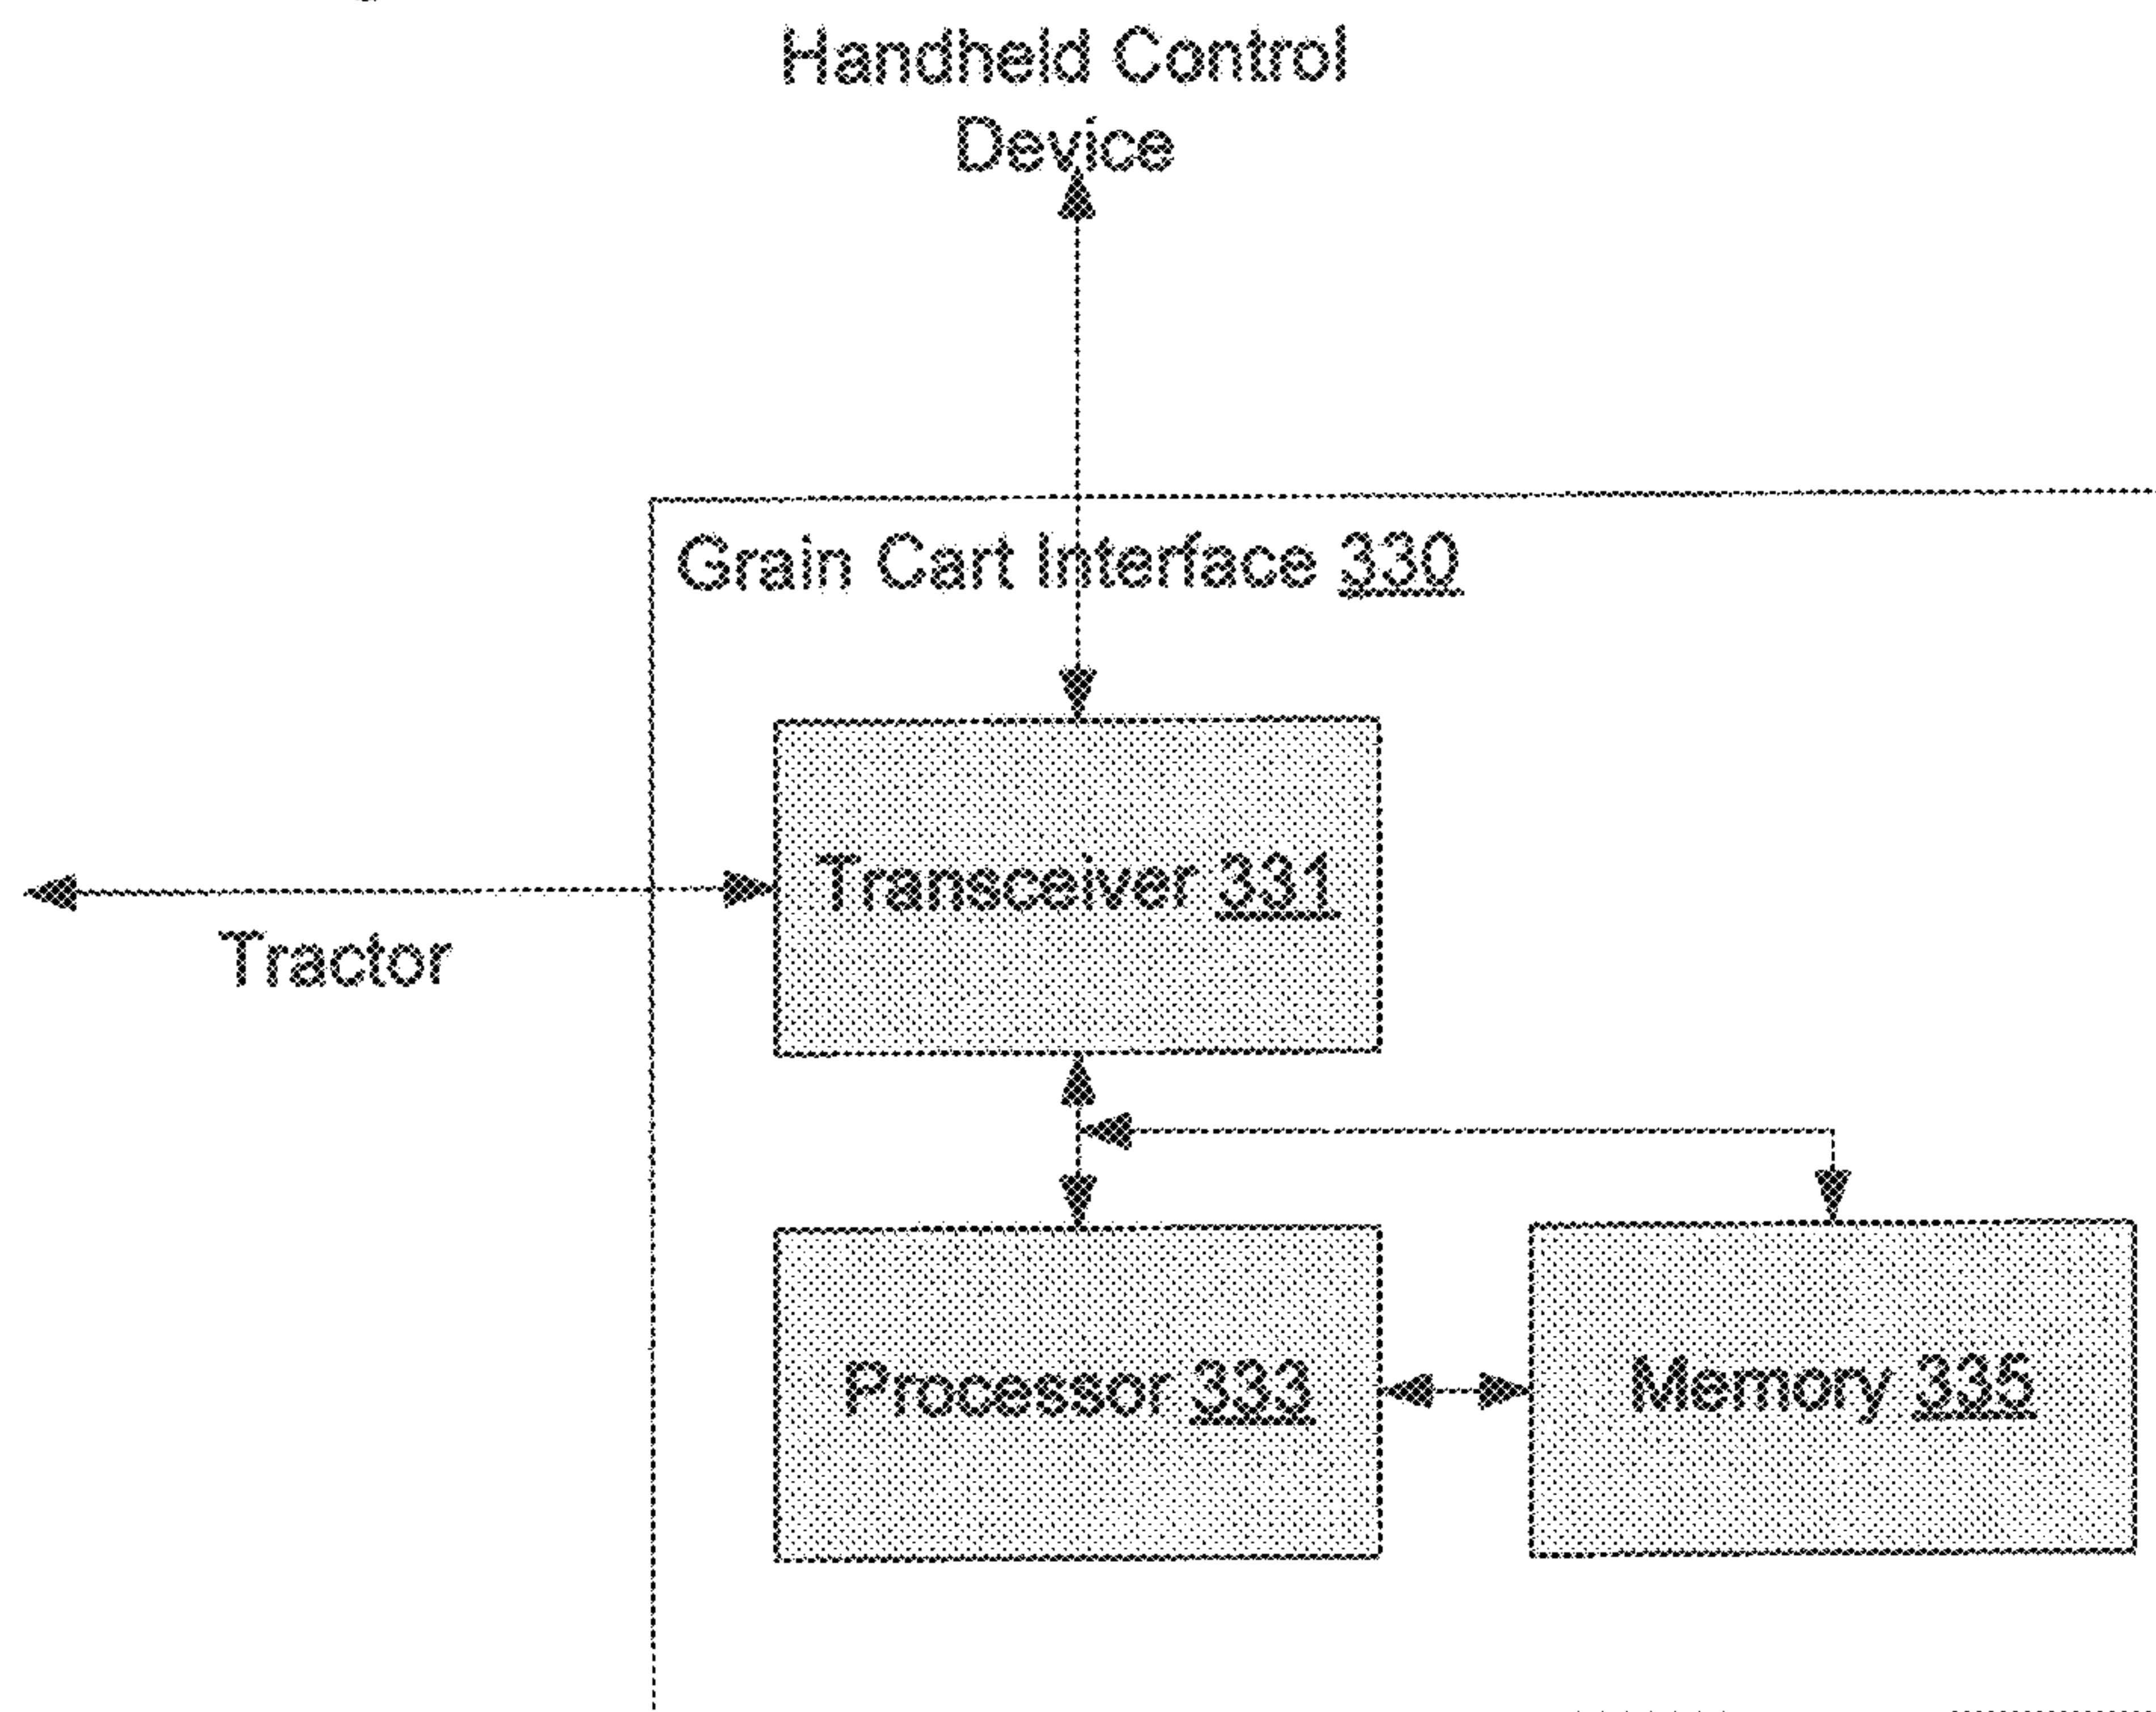 Handheld Control
Device
Grain Cart Interface 330
Transceiver 331
Tractor
Processor 333
Memory 335